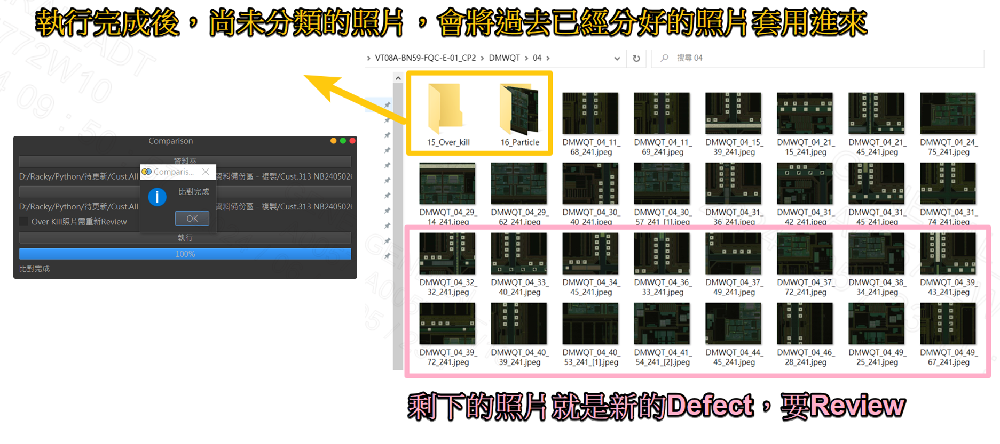 執行完成後，尚未分類的照片，會將過去已經分好的照片套用進來
VT08A-BN59-FQC-E-01_CP2 > DMWQT > 04 >
搜尋 04
15_Over_kill
16_Particle
DMWQT_04_11_
68_241.jpeg
DMWQT_04_11_
69_241.jpeg
DMWQT_04_15_
39_241.jpeg
DMWQT_04_21_
15_241.jpeg
DMWQT_04_21_
45_241.jpeg
DMWQT_04_24_
75_241.jpeg
DMWQT_04_29_
14_241.jpeg
DMWQT_04_29_
62_241.jpeg
DMWQT_04_30_
40_241.jpeg
DMWQT_04_30_
57_241_[1].jpeg
DMWQT_04_31_
36_241.jpeg
DMWQT_04_31_
42_241.jpeg
DMWQT_04_31_
45_241.jpeg
DMWQT_04_31_
74_241.jpeg
DMWQT_04_32_
32_241.jpeg
DMWQT_04_33_
40_241.jpeg
DMWQT_04_34_
45_241.jpeg
DMWQT_04_36_
33_241.jpeg
DMWQT_04_37_
49_241.jpeg
DMWQT_04_37_
72_241.jpeg
DMWQT_04_38_
34_241.jpeg
DMWQT_04_39_
43_241.jpeg
DMWQT_04_39_
72_241.jpeg
DMWQT_04_40_
39_241.jpeg
DMWQT_04_40_
53_241_[1].jpeg
DMWQT_04_41_
54_241_[2].jpeg
DMWQT_04_44_
45_241.jpeg
DMWQT_04_46_
28_241.jpeg
DMWQT_04_49_
25_241.jpeg
DMWQT_04_49_
67_241.jpeg
Comparison
資料夾
D:/Racky/Python/待更新/Cust.All
資料備份區 - 複製/Cust.313 NB240502
D:/Racky/Python/待更新/Cust.All
資料備份區 - 複製/Cust.313 NB240502
Over Kill照片需重新Review
執行
100%
比對完成
Comparis...
比對完成
OK
剩下的照片就是新的Defect，要Review